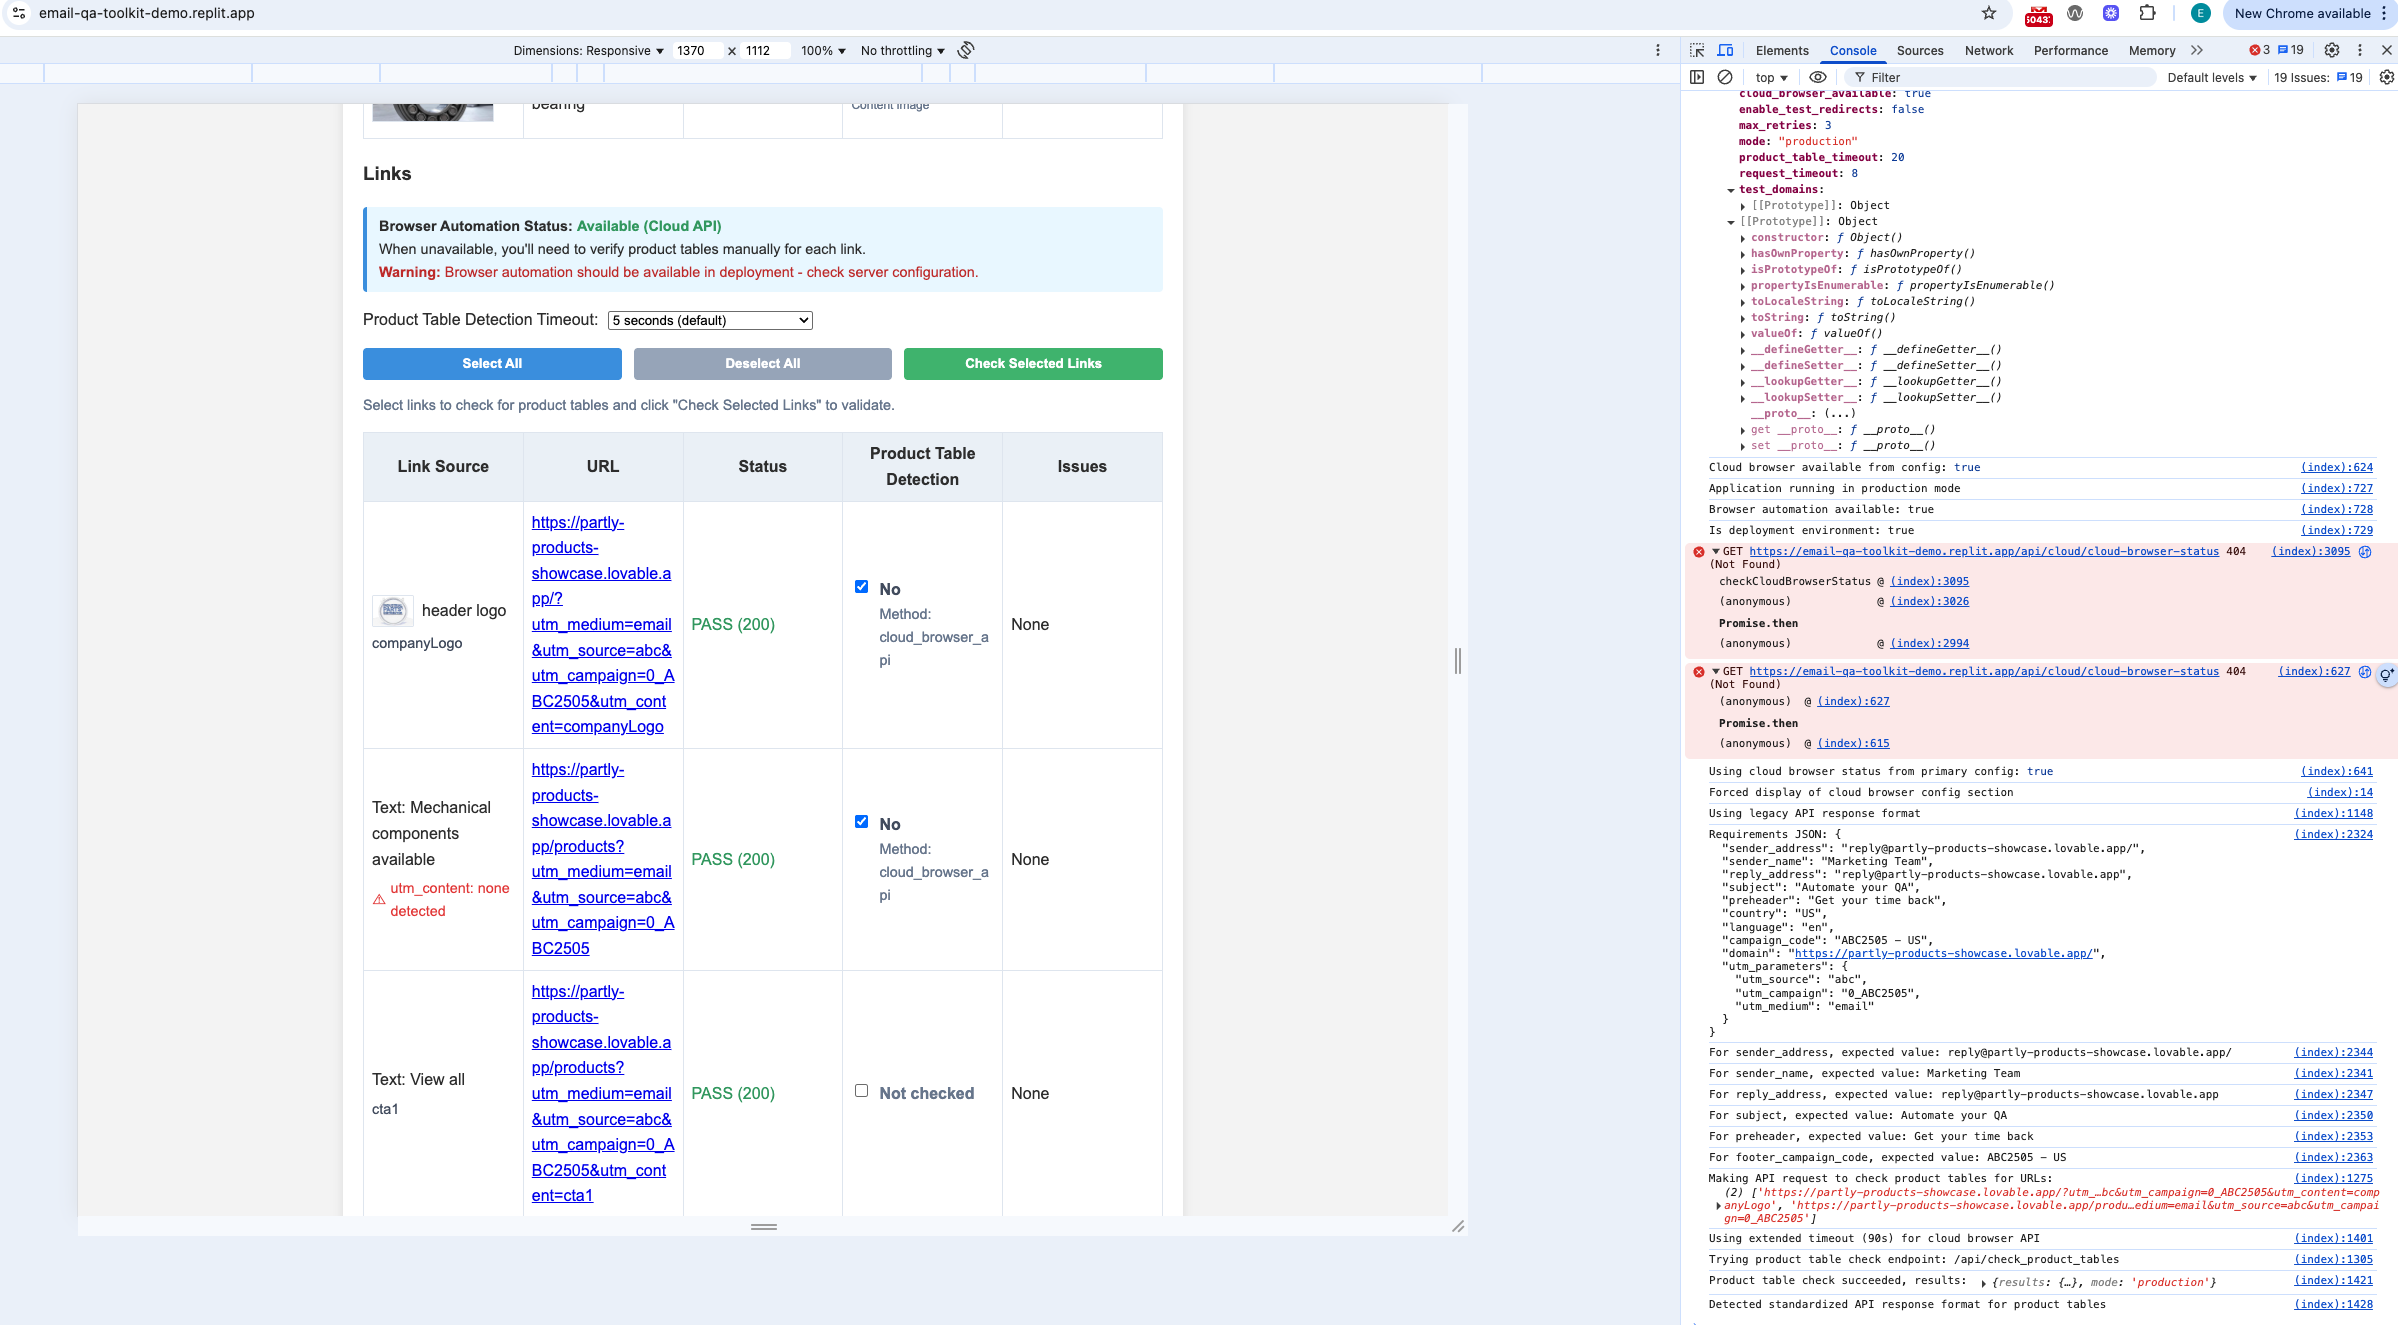 email-qa-toolkit-demo.replit.app
E
New Chrome available
Dimensions: Responsive
1370
×
1112
100%
No throttling
Elements
Console
Sources
Network
Performance
Memory
3
19
top
Filter
Default levels
19 Issues:
19
bearing
Content image
Links
Browser Automation Status: Available (Cloud API)
When unavailable, you'll need to verify product tables manually for each link.
Warning: Browser automation should be available in deployment - check server configuration.
Product Table Detection Timeout:
5 seconds (default)
Select All
Deselect All
Check Selected Links
Select links to check for product tables and click "Check Selected Links" to validate.
Link Source
URL
Status
Product Table
Detection
Issues
header logo
companyLogo
https://partly-
products-
showcase.lovable.a
pp/?
utm_medium=email
&utm_source=abc&
utm_campaign=0_A
BC2505&utm_cont
ent=companyLogo
PASS (200)
No
Method:
cloud_browser_a
pi
None
Text: Mechanical
components
available
utm_content: none
detected
https://partly-
products-
showcase.lovable.a
pp/products?
utm_medium=email
&utm_source=abc&
utm_campaign=0_A
BC2505
PASS (200)
No
Method:
cloud_browser_a
pi
None
Text: View all
cta1
https://partly-
products-
showcase.lovable.a
pp/products?
utm_medium=email
&utm_source=abc&
utm_campaign=0_A
BC2505&utm_cont
ent=cta1
PASS (200)
Not checked
None
cloud_browser_available: true
enable_test_redirects: false
max_retries: 3
mode: "production"
product_table_timeout: 20
request_timeout: 8
test_domains:
[[Prototype]]: Object
[[Prototype]]: Object
constructor: ƒ Object()
hasOwnProperty: ƒ hasOwnProperty()
isPrototypeOf: ƒ isPrototypeOf()
propertyIsEnumerable: ƒ propertyIsEnumerable()
toLocaleString: ƒ toLocaleString()
toString: ƒ toString()
valueOf: ƒ valueOf()
__defineGetter__: ƒ __defineGetter__()
__defineSetter__: ƒ __defineSetter__()
__lookupGetter__: ƒ __lookupGetter__()
__lookupSetter__: ƒ __lookupSetter__()
__proto__: (...)
get __proto__: ƒ __proto__()
set __proto__: ƒ __proto__()
Cloud browser available from config: true (index):624
Application running in production mode (index):727
Browser automation available: true (index):728
Is deployment environment: true (index):729
GET https://email-qa-toolkit-demo.replit.app/api/cloud/cloud-browser-status 404 (index):3095
(Not Found)
checkCloudBrowserStatus @ (index):3095
(anonymous) @ (index):3026
Promise.then
(anonymous) @ (index):2994
GET https://email-qa-toolkit-demo.replit.app/api/cloud/cloud-browser-status 404 (index):627
(Not Found)
(anonymous) @ (index):627
Promise.then
(anonymous) @ (index):615
Using cloud browser status from primary config: true (index):641
Forced display of cloud browser config section (index):14
Using legacy API response format (index):1148
Requirements JSON: { (index):2324
"sender_address": "reply@partly-products-showcase.lovable.app/",
"sender_name": "Marketing Team",
"reply_address": "reply@partly-products-showcase.lovable.app",
"subject": "Automate your QA",
"preheader": "Get your time back",
"country": "US",
"language": "en",
"campaign_code": "ABC2505 – US",
"domain": "https://partly-products-showcase.lovable.app/",
"utm_parameters": {
"utm_source": "abc",
"utm_campaign": "0_ABC2505",
"utm_medium": "email"
}
}
For sender_address, expected value: reply@partly-products-showcase.lovable.app/ (index):2344
For sender_name, expected value: Marketing Team (index):2341
For reply_address, expected value: reply@partly-products-showcase.lovable.app (index):2347
For subject, expected value: Automate your QA (index):2350
For preheader, expected value: Get your time back (index):2353
For footer_campaign_code, expected value: ABC2505 – US (index):2363
Making API request to check product tables for URLs: (index):1275
(2) ['https://partly-products-showcase.lovable.app/?utm_…bc&utm_campaign=0_ABC2505&utm_content=comp
anyLogo', 'https://partly-products-showcase.lovable.app/produ…edium=email&utm_source=abc&utm_campai
gn=0_ABC2505']
Using extended timeout (90s) for cloud browser API (index):1401
Trying product table check endpoint: /api/check_product_tables (index):1305
Product table check succeeded, results: {results: {…}, mode: 'production'} (index):1421
Detected standardized API response format for product tables (index):1428